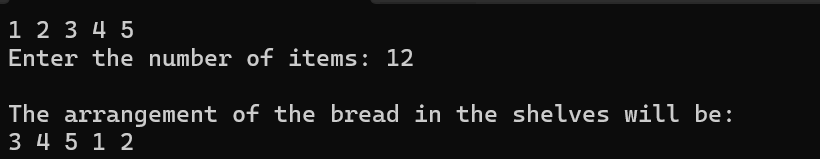 1 2 3 4 5
Enter the number of items: 12
The arrangement of the bread in the shelves will be:
3 4 5 1 2